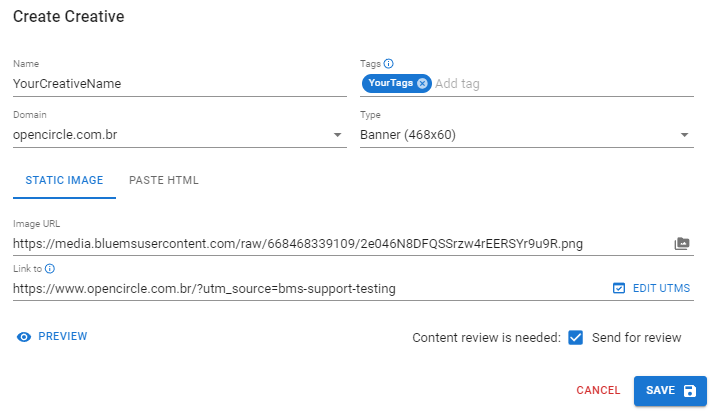 Create Creative
Name
YourCreativeName
Tags
YourTags Add tag
Domain
opencircle.com.br
Type
Banner (468x60)
STATIC IMAGE PASTE HTML
Image URL
https://media.bluemsusercontent.com/raw/668468339109/2e046N8DFQSSrzw4rEERSYr9u9R.png
Link to
https://www.opencircle.com.br/?utm_source=bms-support-testing
EDIT UTMS
PREVIEW
Content review is needed: Send for review
CANCEL SAVE